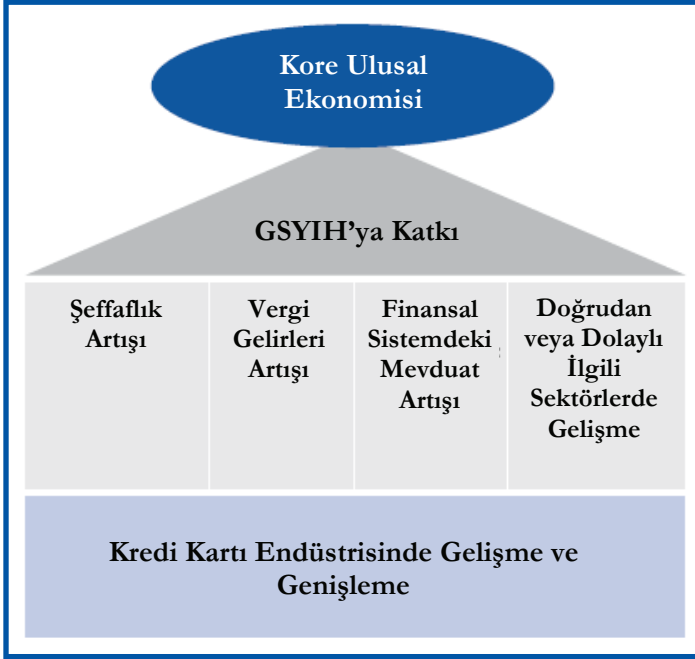 Kore Ulusal
Ekonomisi
GSYIH’ya Katkı
Şeffaflık
Artışı
Vergi
Gelirleri
Artışı
Finansal
Sistemdeki
Mevduat
Artışı
Doğrudan
veya Dolaylı
İlgili
Sektörlerde
Gelişme
Kredi Kartı Endüstrisinde Gelişme ve
Genişleme